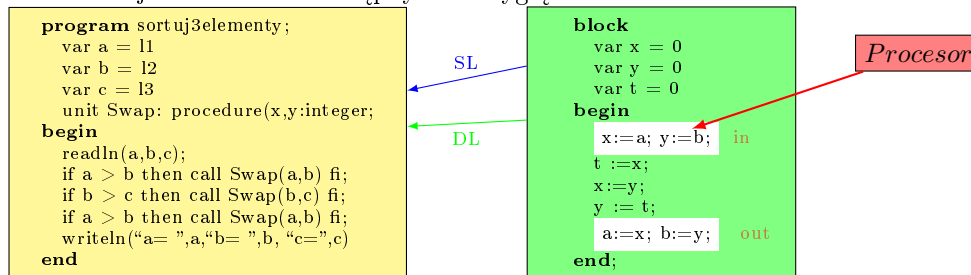 program sortuj3elementy;
var a = l1
var b = l2
var c = l3
unit Swap: procedure(x,y:integer;
begin
readln(a,b,c);
if a > b then call Swap(a,b) fi;
if b > c then call Swap(b,c) fi;
if a > b then call Swap(a,b) fi;
writeln(“a= ”,a,“b= ”,b, “c=”,c)
end
SL
DL
block
var x = 0
var y = 0
var t = 0
begin
x:=a; y:=b; in
t :=x;
x:=y;
y := t;
a:=x; b:=y; out
end;
Procesor